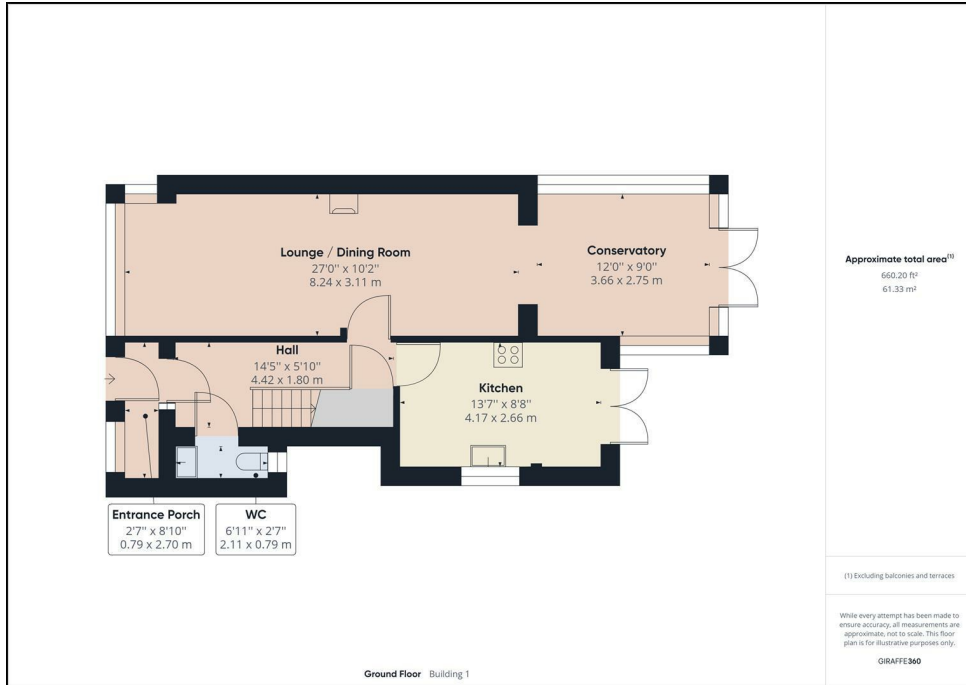 Lounge / Dining Room
27'0'' x 10'2''
8.24 x 3.11 m
Conservatory
12'0'' x 9'0''
3.66 x 2.75 m
Hall
14'5'' x 5'10''
4.42 x 1.80 m
Kitchen
13'7'' x 8'8''
4.17 x 2.66 m
Entrance Porch
2'7'' x 8'10''
0.79 x 2.70 m
WC
6'11'' x 2'7''
2.11 x 0.79 m
Ground Floor Building 1
Approximate total area(1)
660.20 ft²
61.33 m²
(1) Excluding balconies and terraces
While every attempt has been made to
ensure accuracy, all measurements are
approximate, not to scale. This floor
plan is for illustrative purposes only.
GIRAFFE360